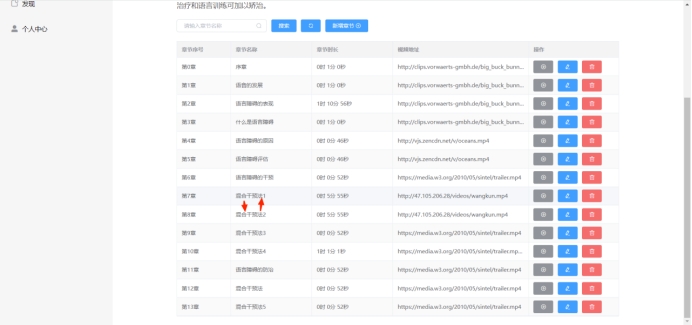 发现
个人中心
治疗和语言训练可加以矫治。
请输入章节名称 搜索 新增章节
章节序号 章节名称 章节时长 视频地址 操作
第0章 序章 0时 1分 0秒 http://clips.vorwaerts-gmbh.de/big_buck_bunn...
第1章 语言的发展 0时 1分 0秒 http://clips.vorwaerts-gmbh.de/big_buck_bunn...
第2章 语言障碍的表现 1时 10分 56秒 http://clips.vorwaerts-gmbh.de/big_buck_bunn...
第3章 什么是语言障碍 0时 1分 0秒 http://clips.vorwaerts-gmbh.de/big_buck_bunn...
第4章 语言障碍的原因 0时 0分 46秒 http://vjs.zencdn.net/v/oceans.mp4
第5章 语言障碍评估 0时 0分 46秒 http://vjs.zencdn.net/v/oceans.mp4
第6章 语言障碍的干预 0时 0分 52秒 https://media.w3.org/2010/05/sintel/trailer.mp4
第7章 混合干预法1 0时 5分 55秒 http://47.105.206.28/videos/wangkun.mp4
第8章 混合干预法2 0时 5分 55秒 http://47.105.206.28/videos/wangkun.mp4
第9章 混合干预法3 0时 0分 52秒 https://media.w3.org/2010/05/sintel/trailer.mp4
第10章 混合干预法4 1时 1分 1秒 https://media.w3.org/2010/05/sintel/trailer.mp4
第11章 语言障碍的防治 0时 0分 52秒 https://media.w3.org/2010/05/sintel/trailer.mp4
第12章 混合干预法 0时 0分 52秒 https://media.w3.org/2010/05/sintel/trailer.mp4
第13章 混合干预法5 0时 0分 52秒 https://media.w3.org/2010/05/sintel/trailer.mp4